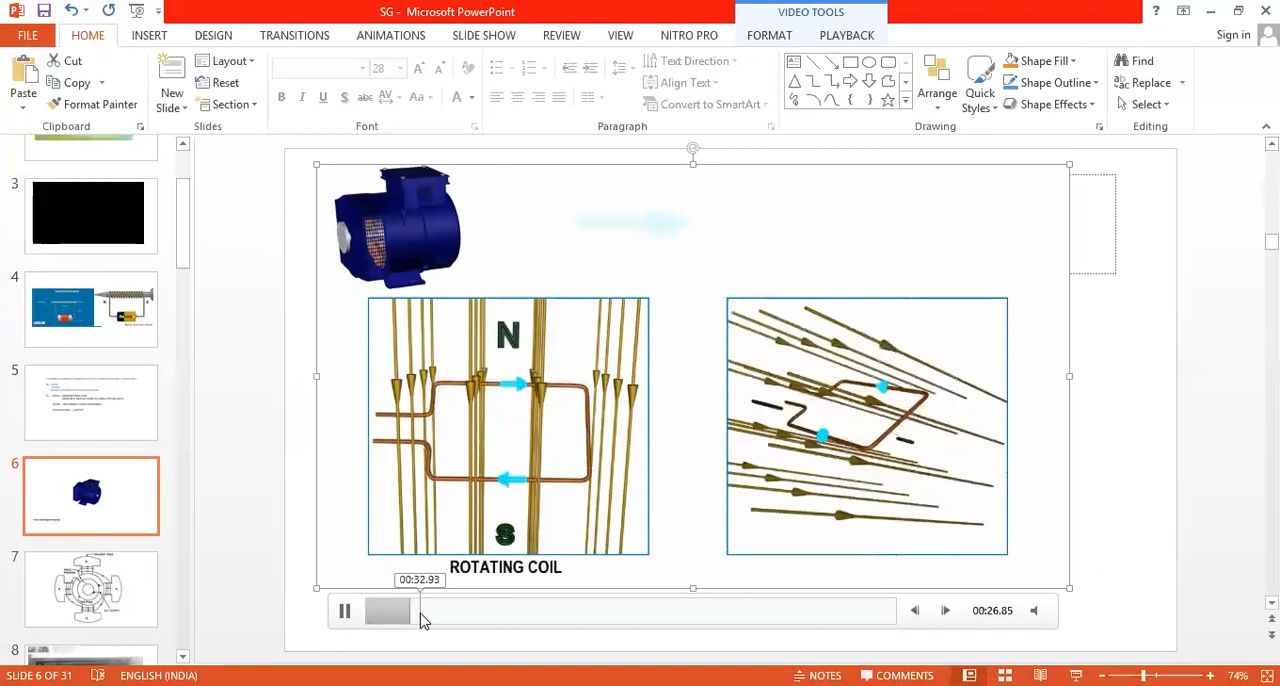 SG - Microsoft PowerPoint
VIDEO TOOLS
?
FILE
HOME
INSERT
DESIGN
TRANSITIONS
ANIMATIONS
SLIDE SHOW
REVIEW
VIEW
NITRO PRO
FORMAT
PLAYBACK
Sign in
Paste
Cut
Copy
Format Painter
Clipboard
New Slide
Layout
Reset
Section
Slides
28
B I U S abc AV Aa A
Font
Text Direction
Align Text
Convert to SmartArt
Paragraph
Arrange
Quick Styles
Shape Fill
Shape Outline
Shape Effects
Drawing
Find
Replace
Select
Editing
3
4
5
6
7
8
N
S
ROTATING COIL
00:32.93
00:26.85
SLIDE 6 OF 31
ENGLISH (INDIA)
NOTES
COMMENTS
74%